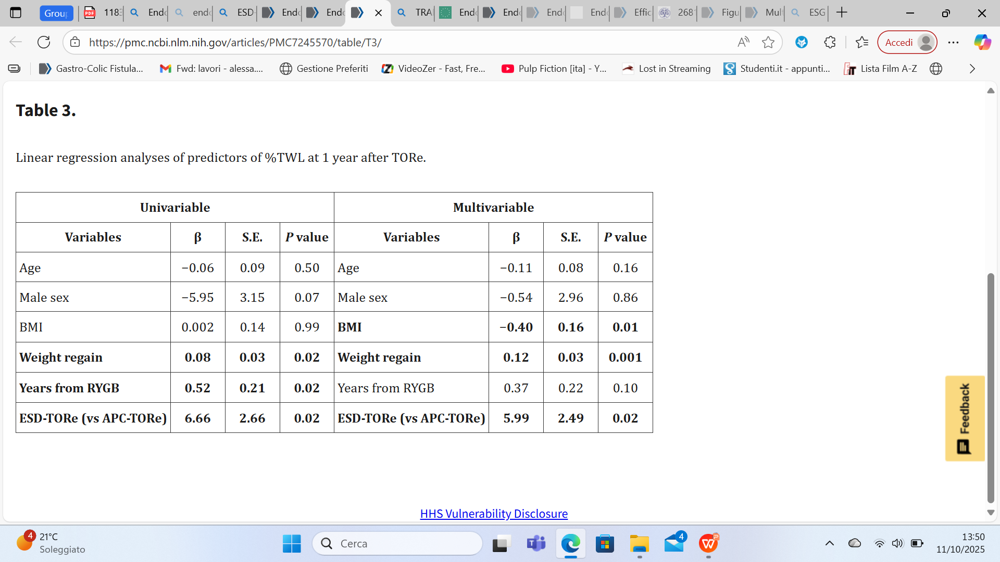 Group
118
End
end
ESD-
End
End
TRA
End
End
End
End
Effic
268
Figu
Mul
ESG
https://pmc.ncbi.nlm.nih.gov/articles/PMC7245570/table/T3/
Accedi
Gastro-Colic Fistula...
Fwd: lavori - alessa....
Gestione Preferiti
VideoZer - Fast, Fre...
Pulp Fiction [ita] - Y...
Lost in Streaming
Studenti.it - appunti...
Lista Film A-Z
Table 3.
Linear regression analyses of predictors of %TWL at 1 year after TORe.
Univariable Multivariable
Variables β S.E. P value Variables β S.E. P value
Age −0.06 0.09 0.50 Age −0.11 0.08 0.16
Male sex −5.95 3.15 0.07 Male sex −0.54 2.96 0.86
BMI 0.002 0.14 0.99 BMI −0.40 0.16 0.01
Weight regain 0.08 0.03 0.02 Weight regain 0.12 0.03 0.001
Years from RYGB 0.52 0.21 0.02 Years from RYGB 0.37 0.22 0.10
ESD-TORe (vs APC-TORe) 6.66 2.66 0.02 ESD-TORe (vs APC-TORe) 5.99 2.49 0.02
Feedback
HHS Vulnerability Disclosure
4
21°C
Soleggiato
Cerca
4
13:50
11/10/2025